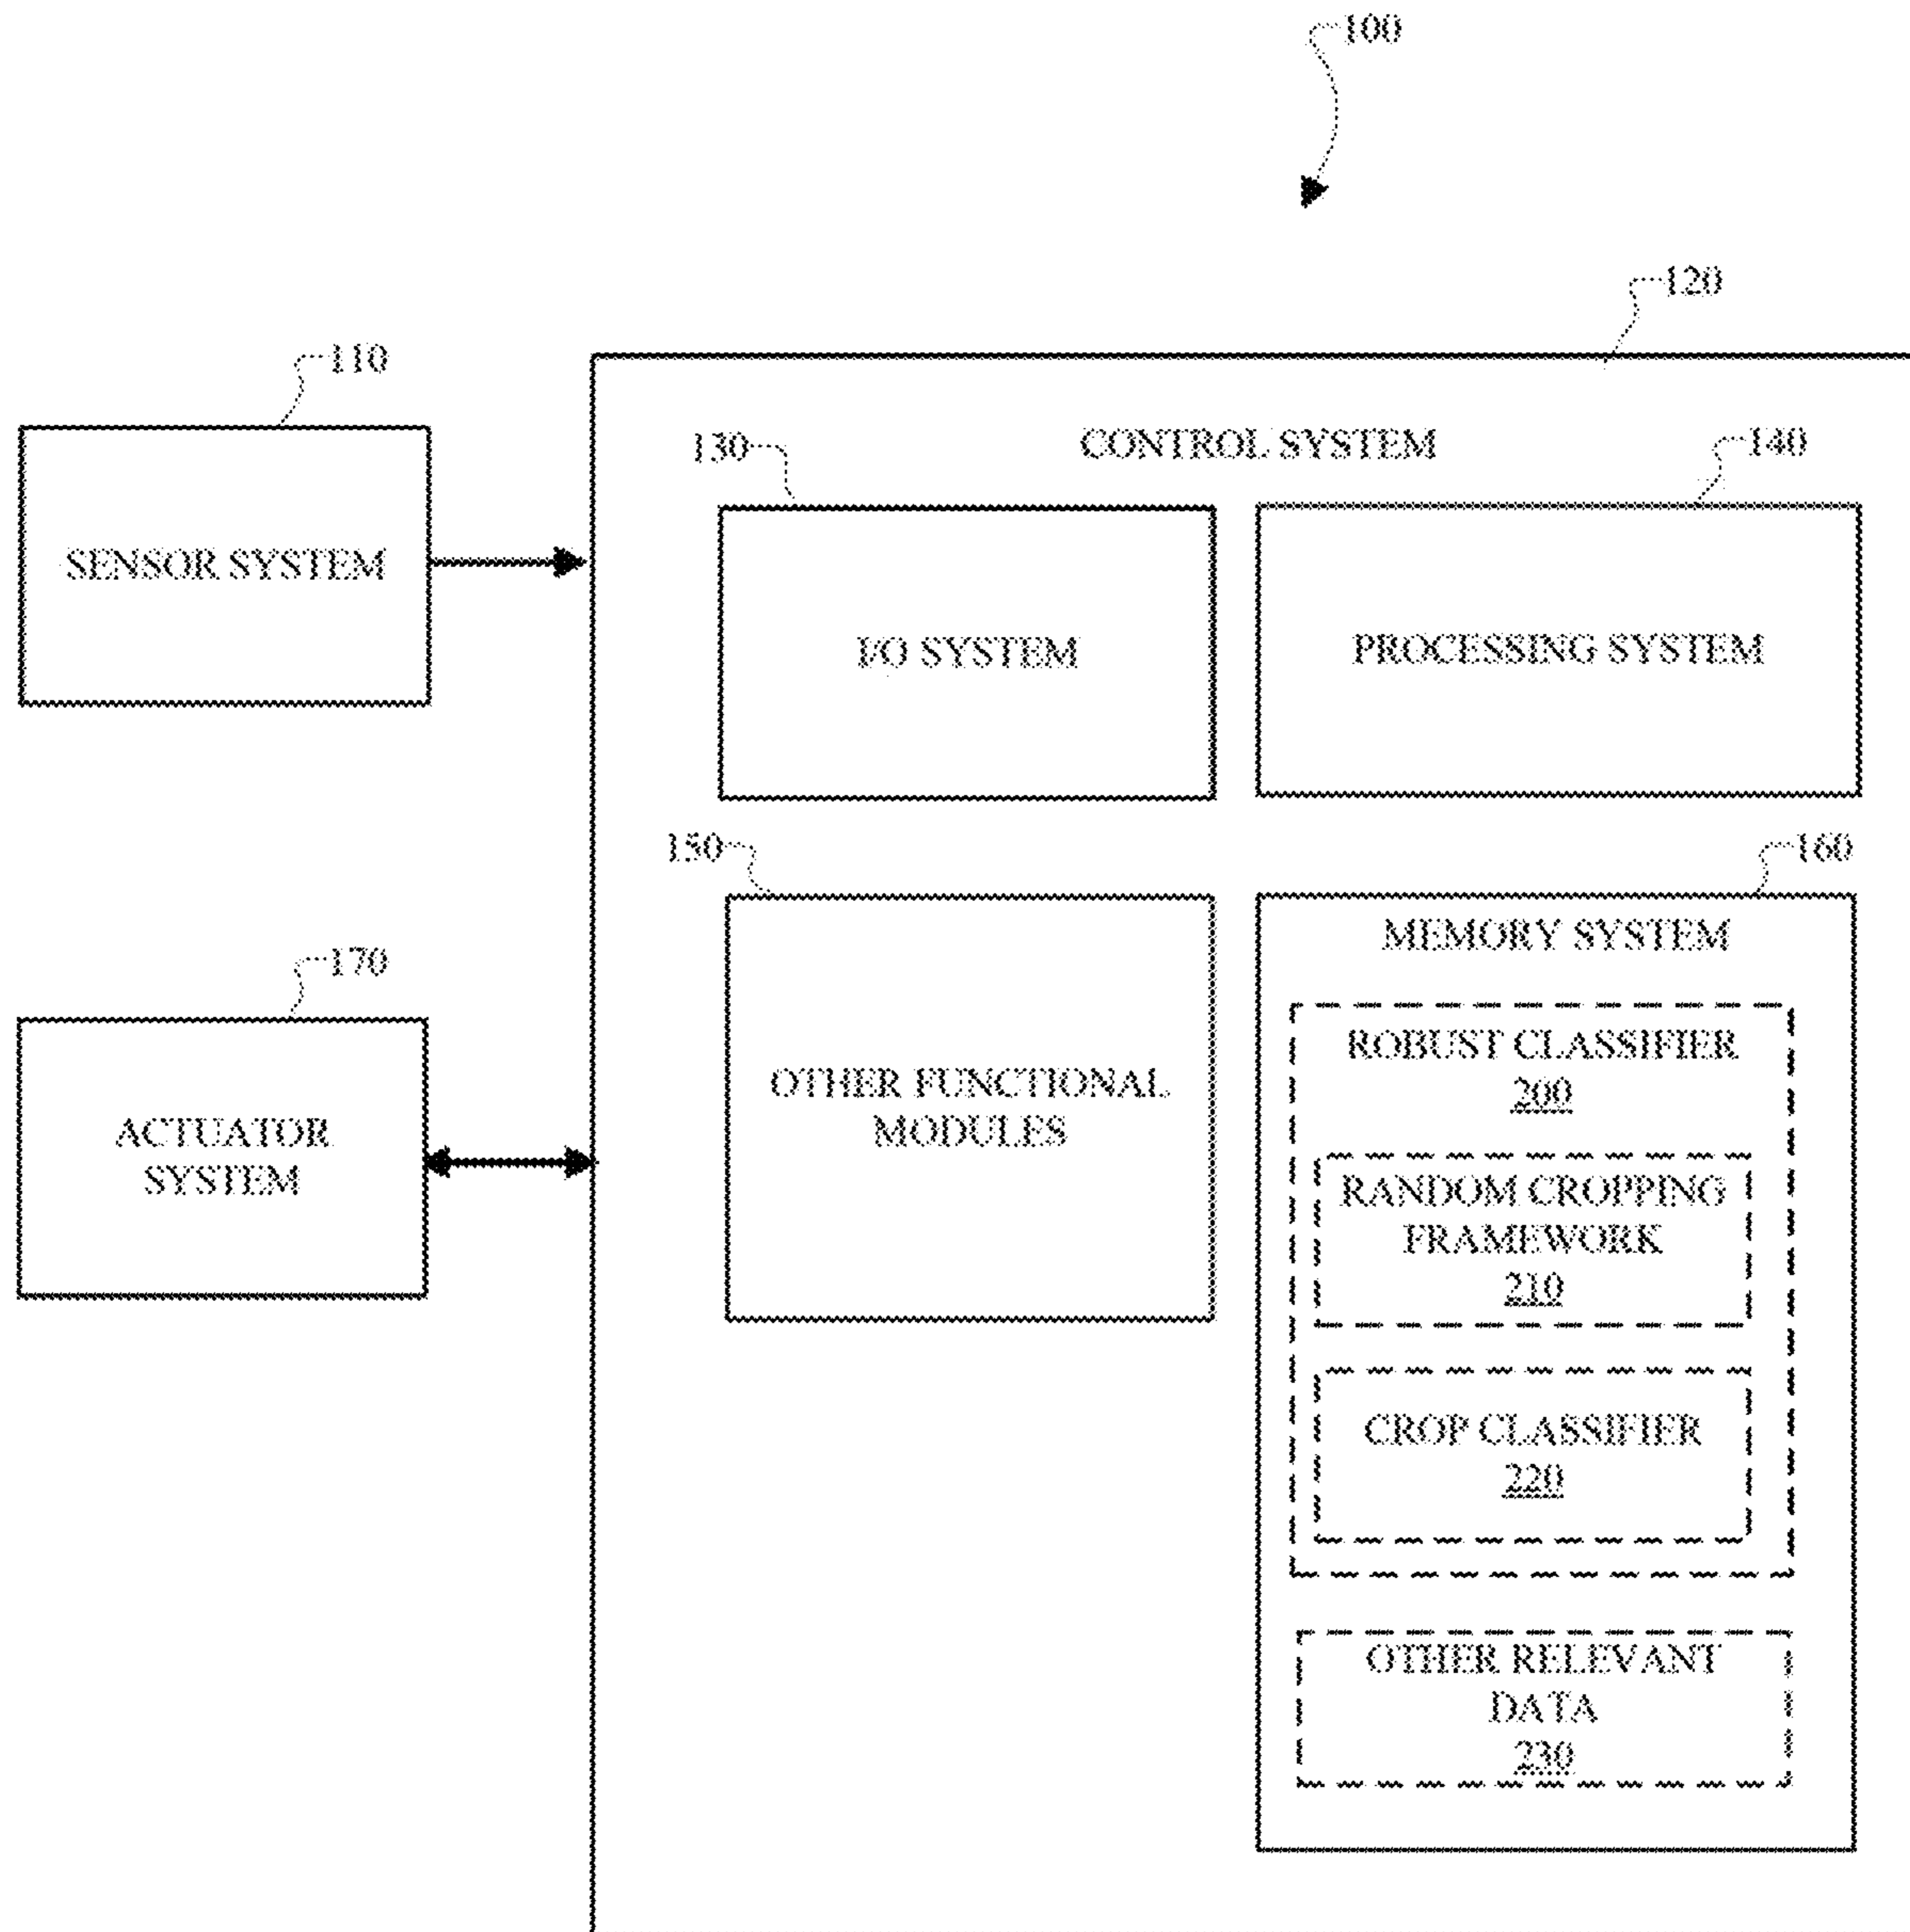 100
120
110
CONTROL SYSTEM
130
140
SENSOR SYSTEM
I/O SYSTEM
PROCESSING SYSTEM
150
160
MEMORY SYSTEM
170
ROBUST CLASSIFIER
200
OTHER FUNCTIONAL
MODULES
ACTUATOR
SYSTEM
RANDOM CROPPING
FRAMEWORK
210
CROP CLASSIFIER
220
OTHER RELEVANT
DATA
230